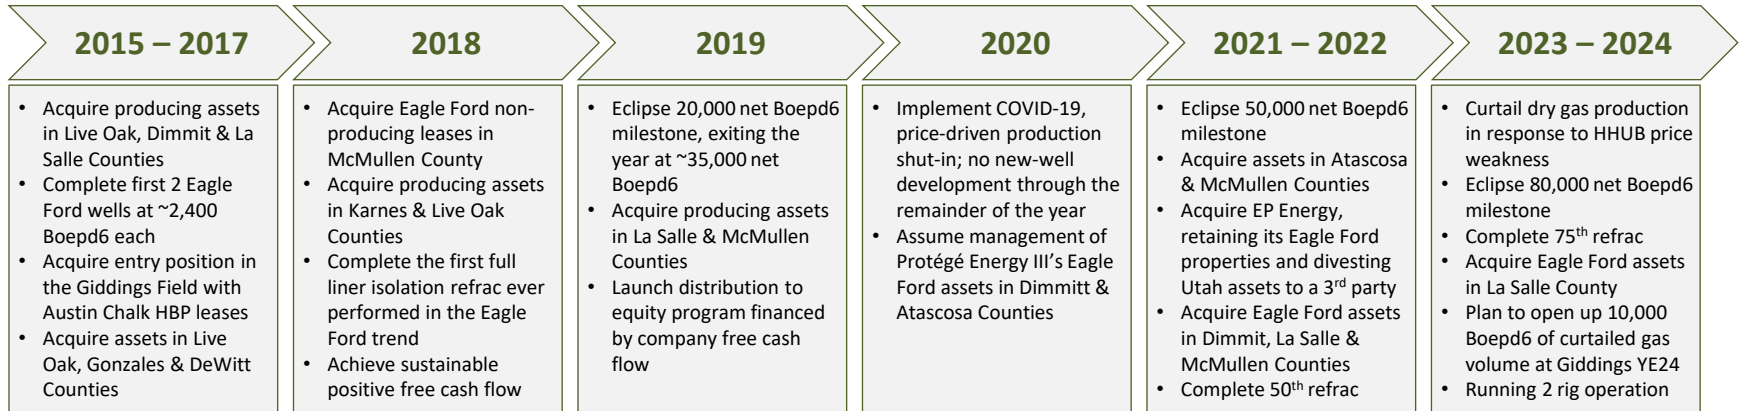 2015 – 2017
• Acquire producing assets
in Live Oak, Dimmit & La
Salle Counties
• Complete first 2 Eagle
Ford wells at ~2,400
Boepd6 each
• Acquire entry position in
the Giddings Field with
Austin Chalk HBP leases
• Acquire assets in Live
Oak, Gonzales & DeWitt
Counties
2018
• Acquire Eagle Ford non-
producing leases in
McMullen County
• Acquire producing assets
in Karnes & Live Oak
Counties
• Complete the first full
liner isolation refrac ever
performed in the Eagle
Ford trend
• Achieve sustainable
positive free cash flow
2019
• Eclipse 20,000 net Boepd6
milestone, exiting the
year at ~35,000 net
Boepd6
• Acquire producing assets
in La Salle & McMullen
Counties
• Launch distribution to
equity program financed
by company free cash
flow
2020
• Implement COVID-19,
price-driven production
shut-in; no new-well
development through the
remainder of the year
• Assume management of
Protégé Energy III’s Eagle
Ford assets in Dimmitt &
Atascosa Counties
2021 – 2022
• Eclipse 50,000 net Boepd6
milestone
• Acquire assets in Atascosa
& McMullen Counties
• Acquire EP Energy,
retaining its Eagle Ford
properties and divesting
Utah assets to a 3rd party
• Acquire Eagle Ford assets
in Dimmit, La Salle &
McMullen Counties
• Complete 50th refrac
2023 – 2024
• Curtail dry gas production
in response to HHUB price
weakness
• Eclipse 80,000 net Boepd6
milestone
• Complete 75th refrac
• Acquire Eagle Ford assets
in La Salle County
• Plan to open up 10,000
Boepd6 of curtailed gas
volume at Giddings YE24
• Running 2 rig operation